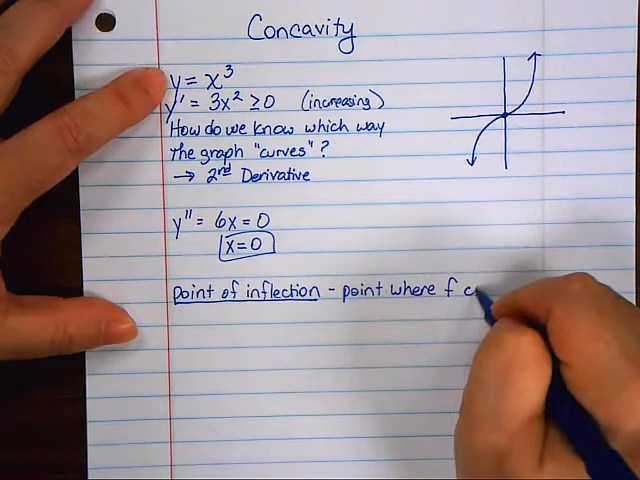 Concavity
y = x³
y' = 3x² ≥ 0 (increasing)
How do we know which way
the graph "curves"?
→ 2nd Derivative
y'' = 6x = 0
x = 0
Point of inflection - point where f c